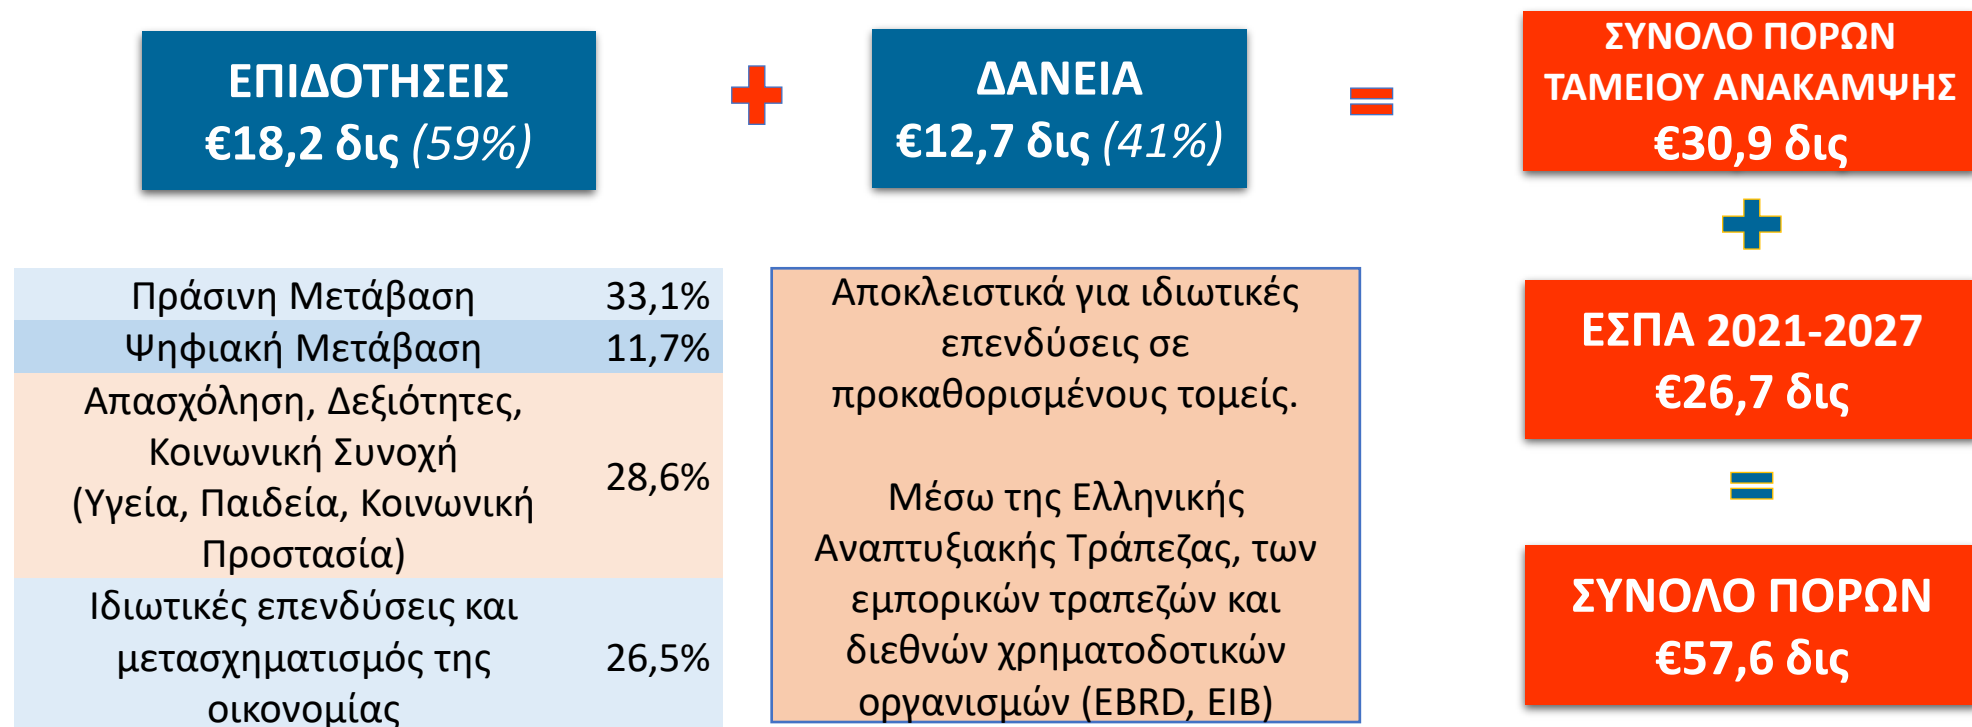 ΕΠΙΔΟΤΗΣΕΙΣ
€18,2 δις (59%)
ΔΑΝΕΙΑ
€12,7 δις (41%)
ΣΥΝΟΛΟ ΠΟΡΩΝ
ΤΑΜΕΙΟΥ ΑΝΑΚΑΜΨΗΣ
€30,9 δις
Πράσινη Μετάβαση 33,1%
Ψηφιακή Μετάβαση 11,7%
Απασχόληση, Δεξιότητες,
Κοινωνική Συνοχή
(Υγεία, Παιδεία, Κοινωνική
Προστασία)
28,6%
Ιδιωτικές επενδύσεις και
μετασχηματισμός της
οικονομίας
26,5%
Αποκλειστικά για ιδιωτικές
επενδύσεις σε
προκαθορισμένους τομείς.
Μέσω της Ελληνικής
Αναπτυξιακής Τράπεζας, των
εμπορικών τραπεζών και
διεθνών χρηματοδοτικών
οργανισμών (EBRD, EIB)
ΕΣΠΑ 2021-2027
€26,7 δις
ΣΥΝΟΛΟ ΠΟΡΩΝ
€57,6 δις